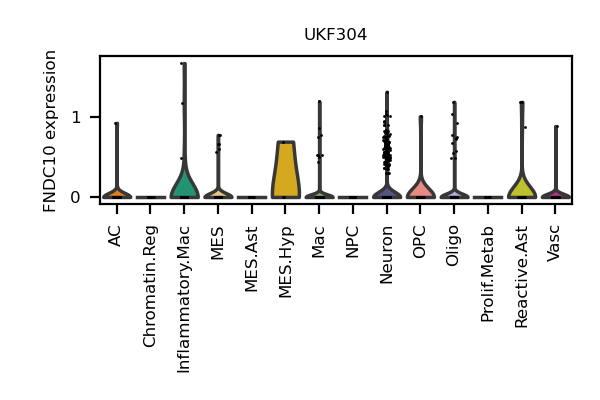 UKF304
FNDC10 expression
1
0
AC
Chromatin.Reg
Inflammatory.Mac
MES
MES.Ast
MES.Hyp
Mac
NPC
Neuron
OPC
Oligo
Prolif.Metab
Reactive.Ast
Vasc